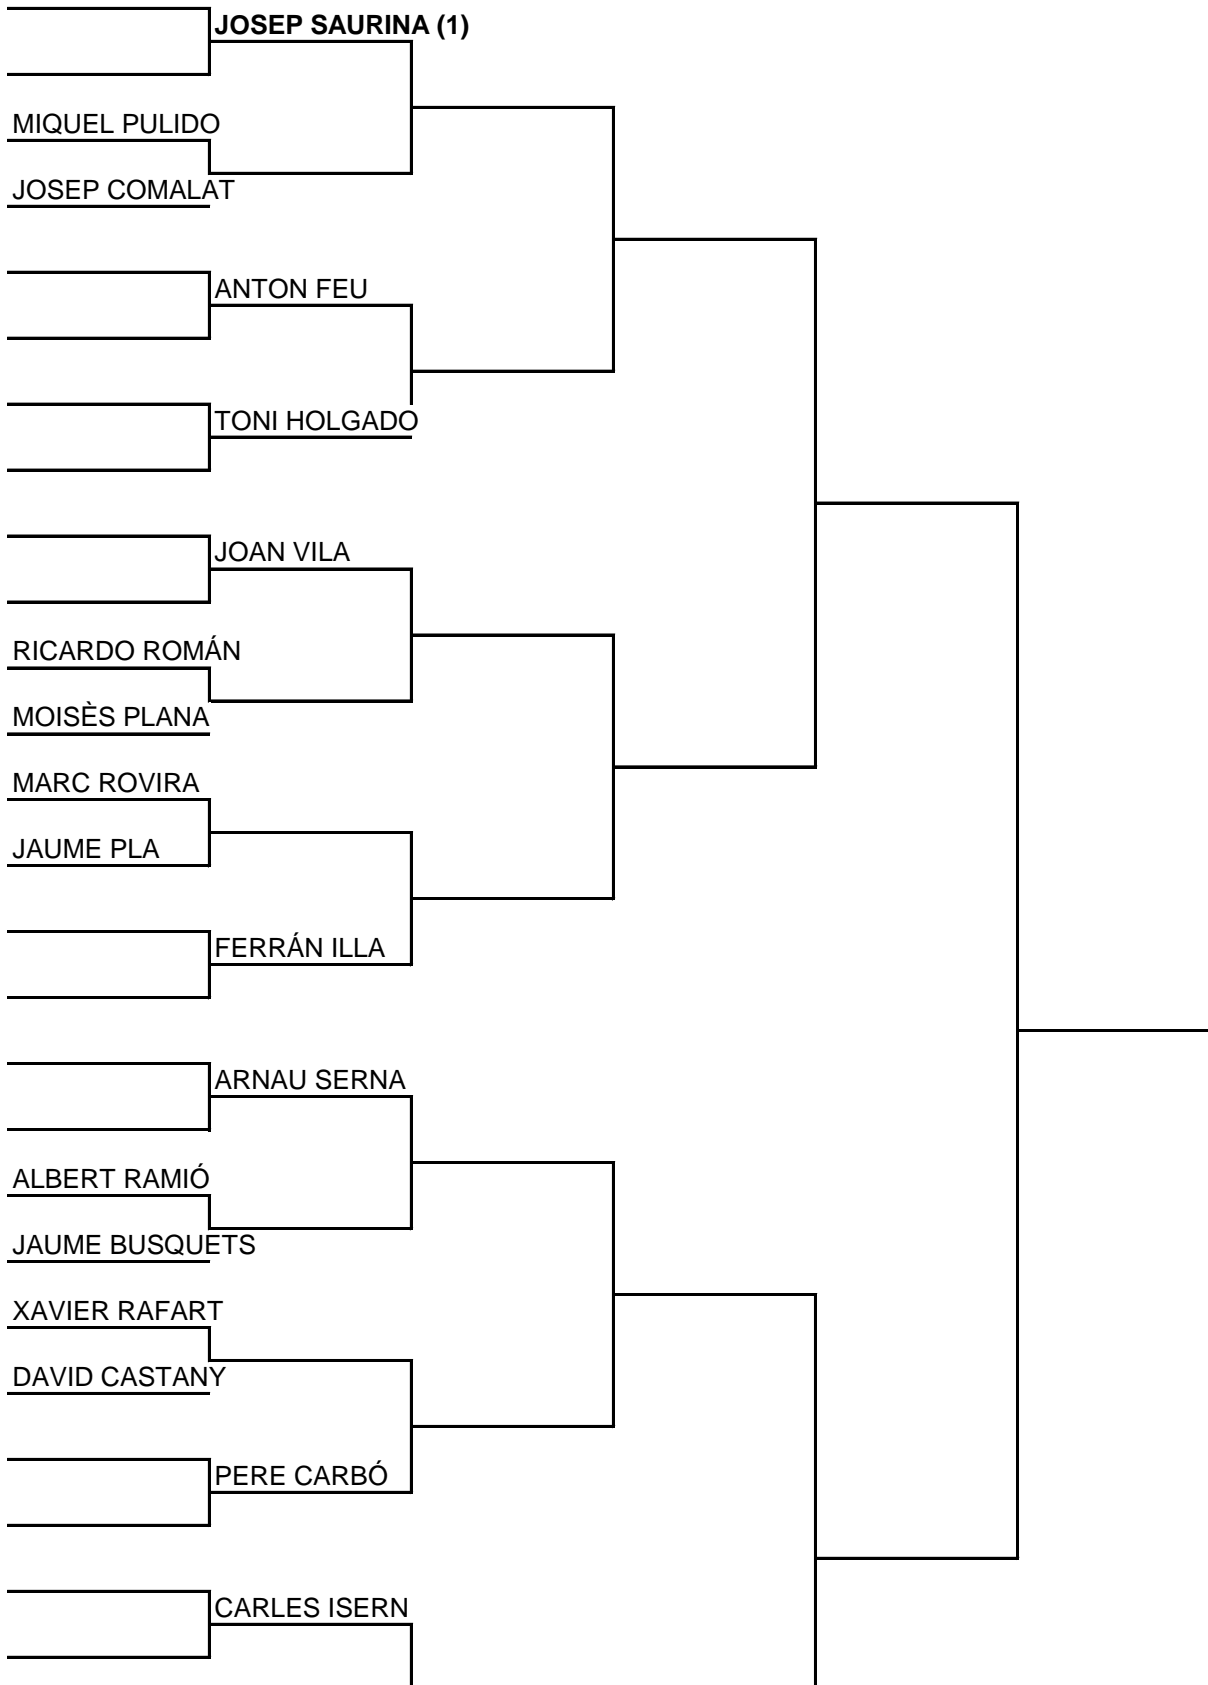 JOSEP SAURINA (1)
MIQUEL PULIDO
JOSEP COMALAT
ANTON FEU
TONI HOLGADO
JOAN VILA
RICARDO ROMÁN
MOISÈS PLANA
MARC ROVIRA
JAUME PLA
FERRÁN ILLA
ARNAU SERNA
ALBERT RAMIÓ
JAUME BUSQUETS
XAVIER RAFART
DAVID CASTANY
PERE CARBÓ
CARLES ISERN